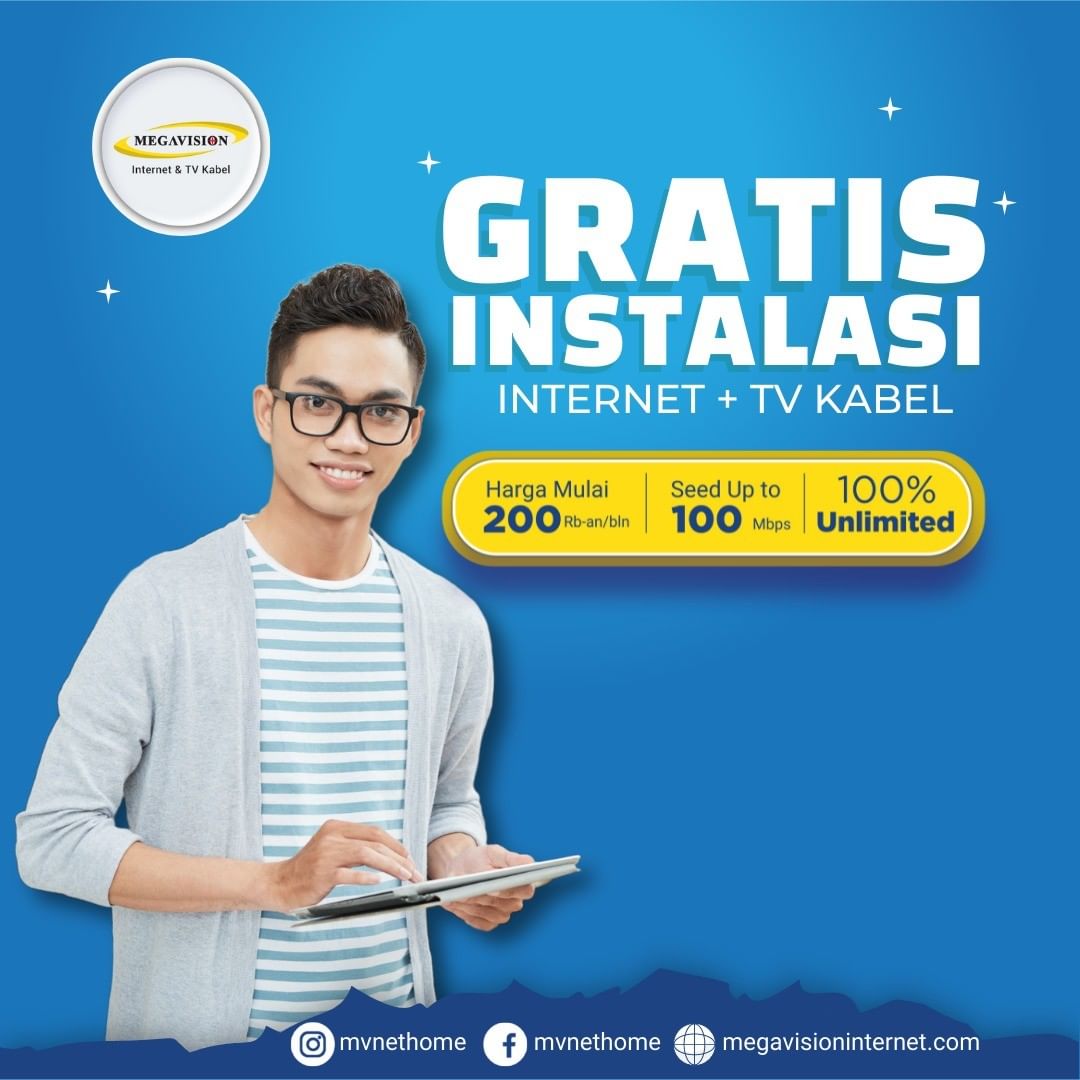 MEGAVISION
Internet & TV Kabel
GRATIS
INSTALASI
INTERNET + TV KABEL
Harga Mulai
200 Rb-an/bln
Seed Up to
100 Mbps
100%
Unlimited
mvnethome
mvnethome
megavisioninternet.com